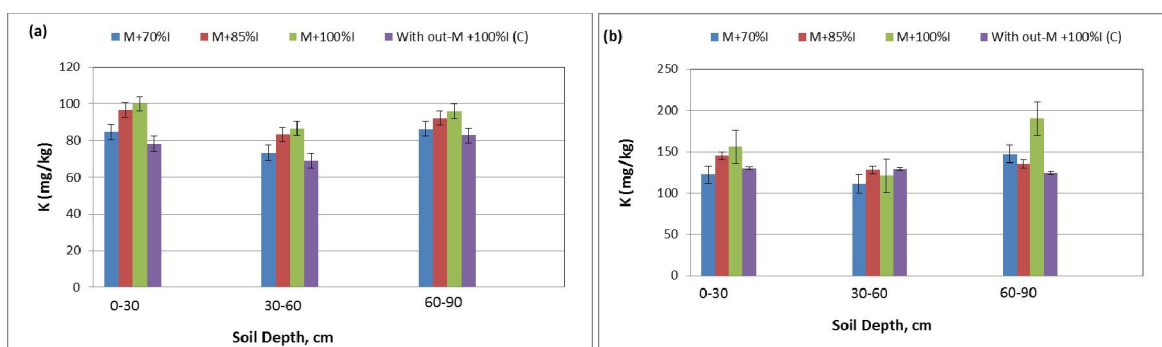 (a)
M+70%I M+85%I M+100%I With out-M +100%I (C)
120
100
80
60
40
20
0
K (mg/kg)
0-30 30-60 60-90
Soil Depth, cm
(b)
M+70%I M+85%I M+100%I With out-M +100%I (C)
250
200
150
100
50
0
K (mg/kg)
0-30 30-60 60-90
Soil Depth, cm